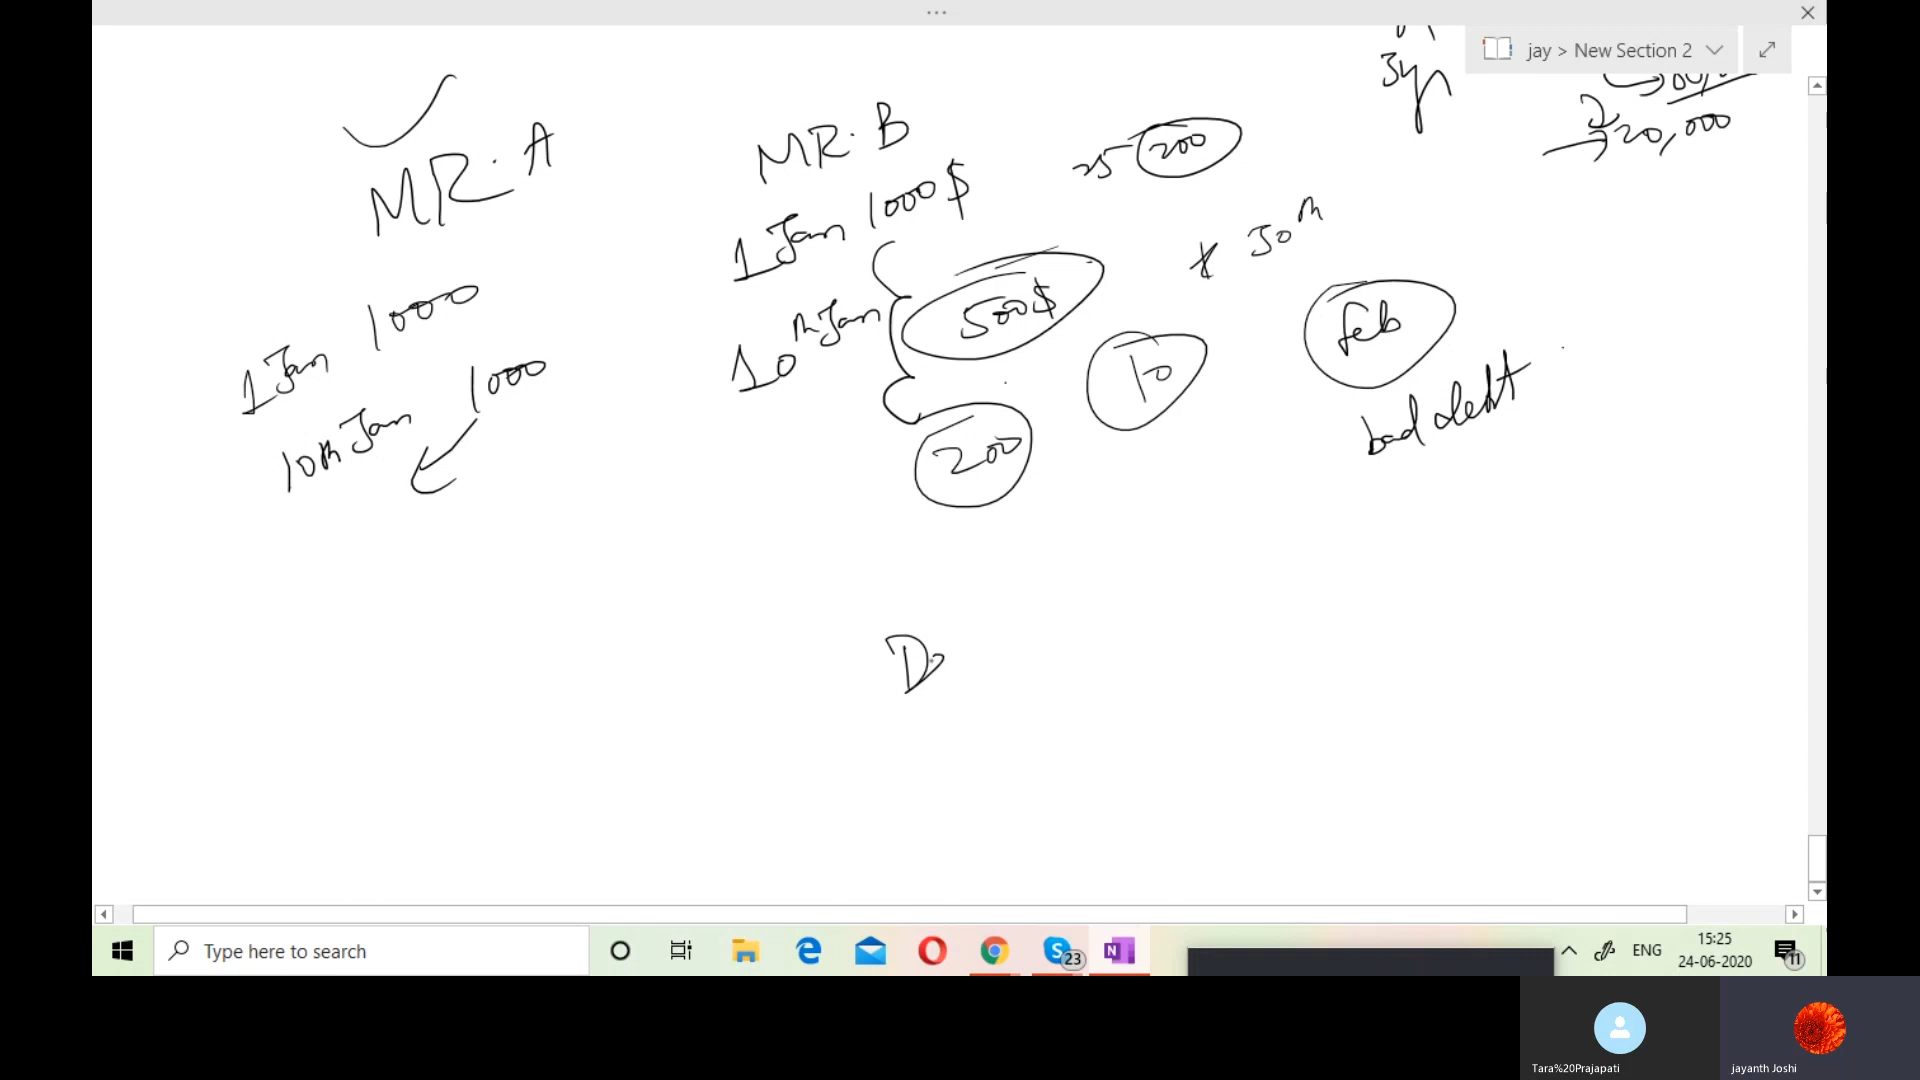 jay > New Section 2
3yr
20,000
MR. A
1 Jan 1000
10th Jan 1000
MR. B
1 Jan 1000 $
10th Jan
500 $
200
25 200
10
30th
Feb
bad debt
D
Type here to search
23
ENG
15:25
24-06-2020
11
Tara%20Prajapati
jayanth Joshi